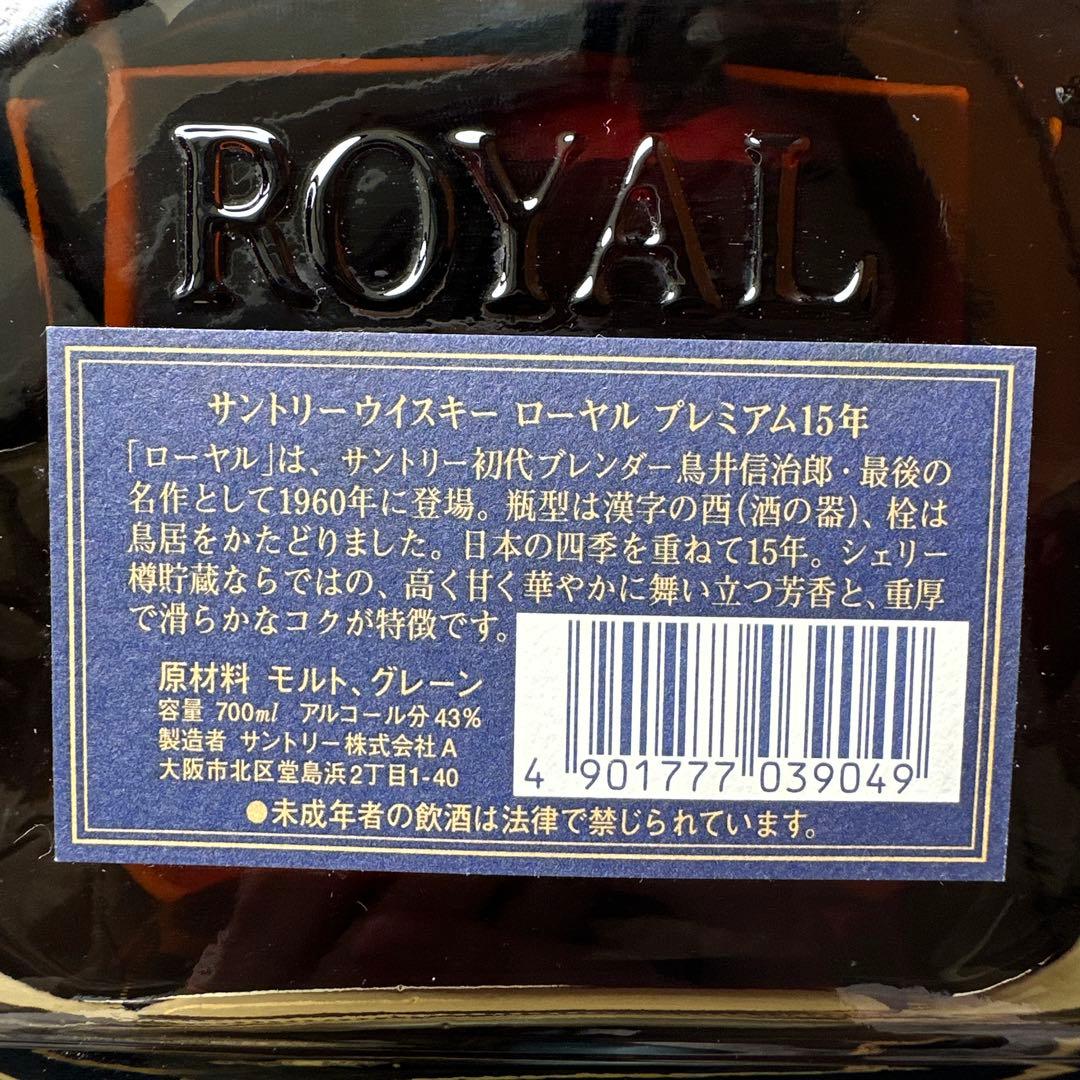 ROYAL
サントリーウイスキー ローヤル プレミアム15年
「ローヤル」は、サントリー初代ブレンダー鳥井信治郎・最後の
名作として1960年に登場。瓶型は漢字の酉(酒の器)、栓は
鳥居をかたどりました。日本の四季を重ねて15年。シェリー
樽貯蔵ならではの、高く甘く華やかに舞い立つ芳香と、重厚
で滑らかなコクが特徴です。
原材料 モルト、グレーン
容量 700ml アルコール分43%
製造者 サントリー株式会社A
大阪市北区堂島浜2丁目1-40
4 901777 039049
●未成年者の飲酒は法律で禁じられています。